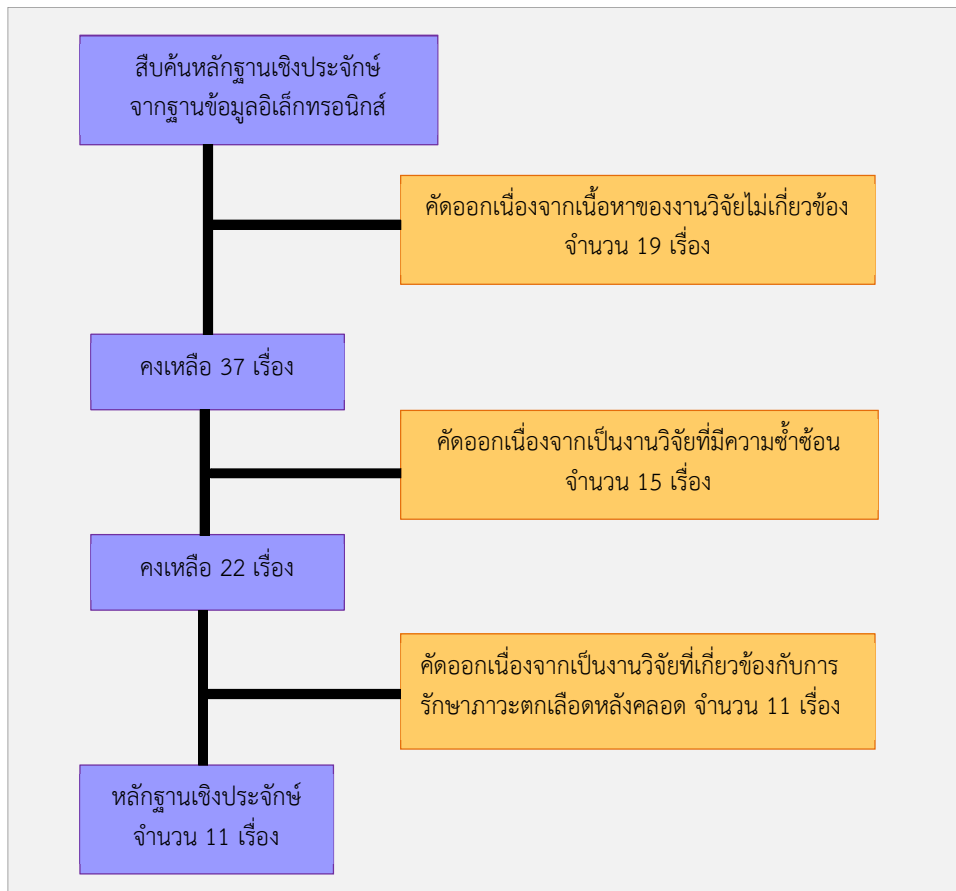 สืบค้นหลักฐานเชิงประจักษ์
จากฐานข้อมูลอิเล็กทรอนิกส์
คัดออกเนื่องจากเนื้อหาของงานวิจัยไม่เกี่ยวข้อง
จำนวน 19 เรื่อง
คงเหลือ 37 เรื่อง
คัดออกเนื่องจากเป็นงานวิจัยที่มีความซ้ำซ้อน
จำนวน 15 เรื่อง
คงเหลือ 22 เรื่อง
คัดออกเนื่องจากเป็นงานวิจัยที่เกี่ยวข้องกับการ
รักษาภาวะตกเลือดหลังคลอด จำนวน 11 เรื่อง
หลักฐานเชิงประจักษ์
จำนวน 11 เรื่อง